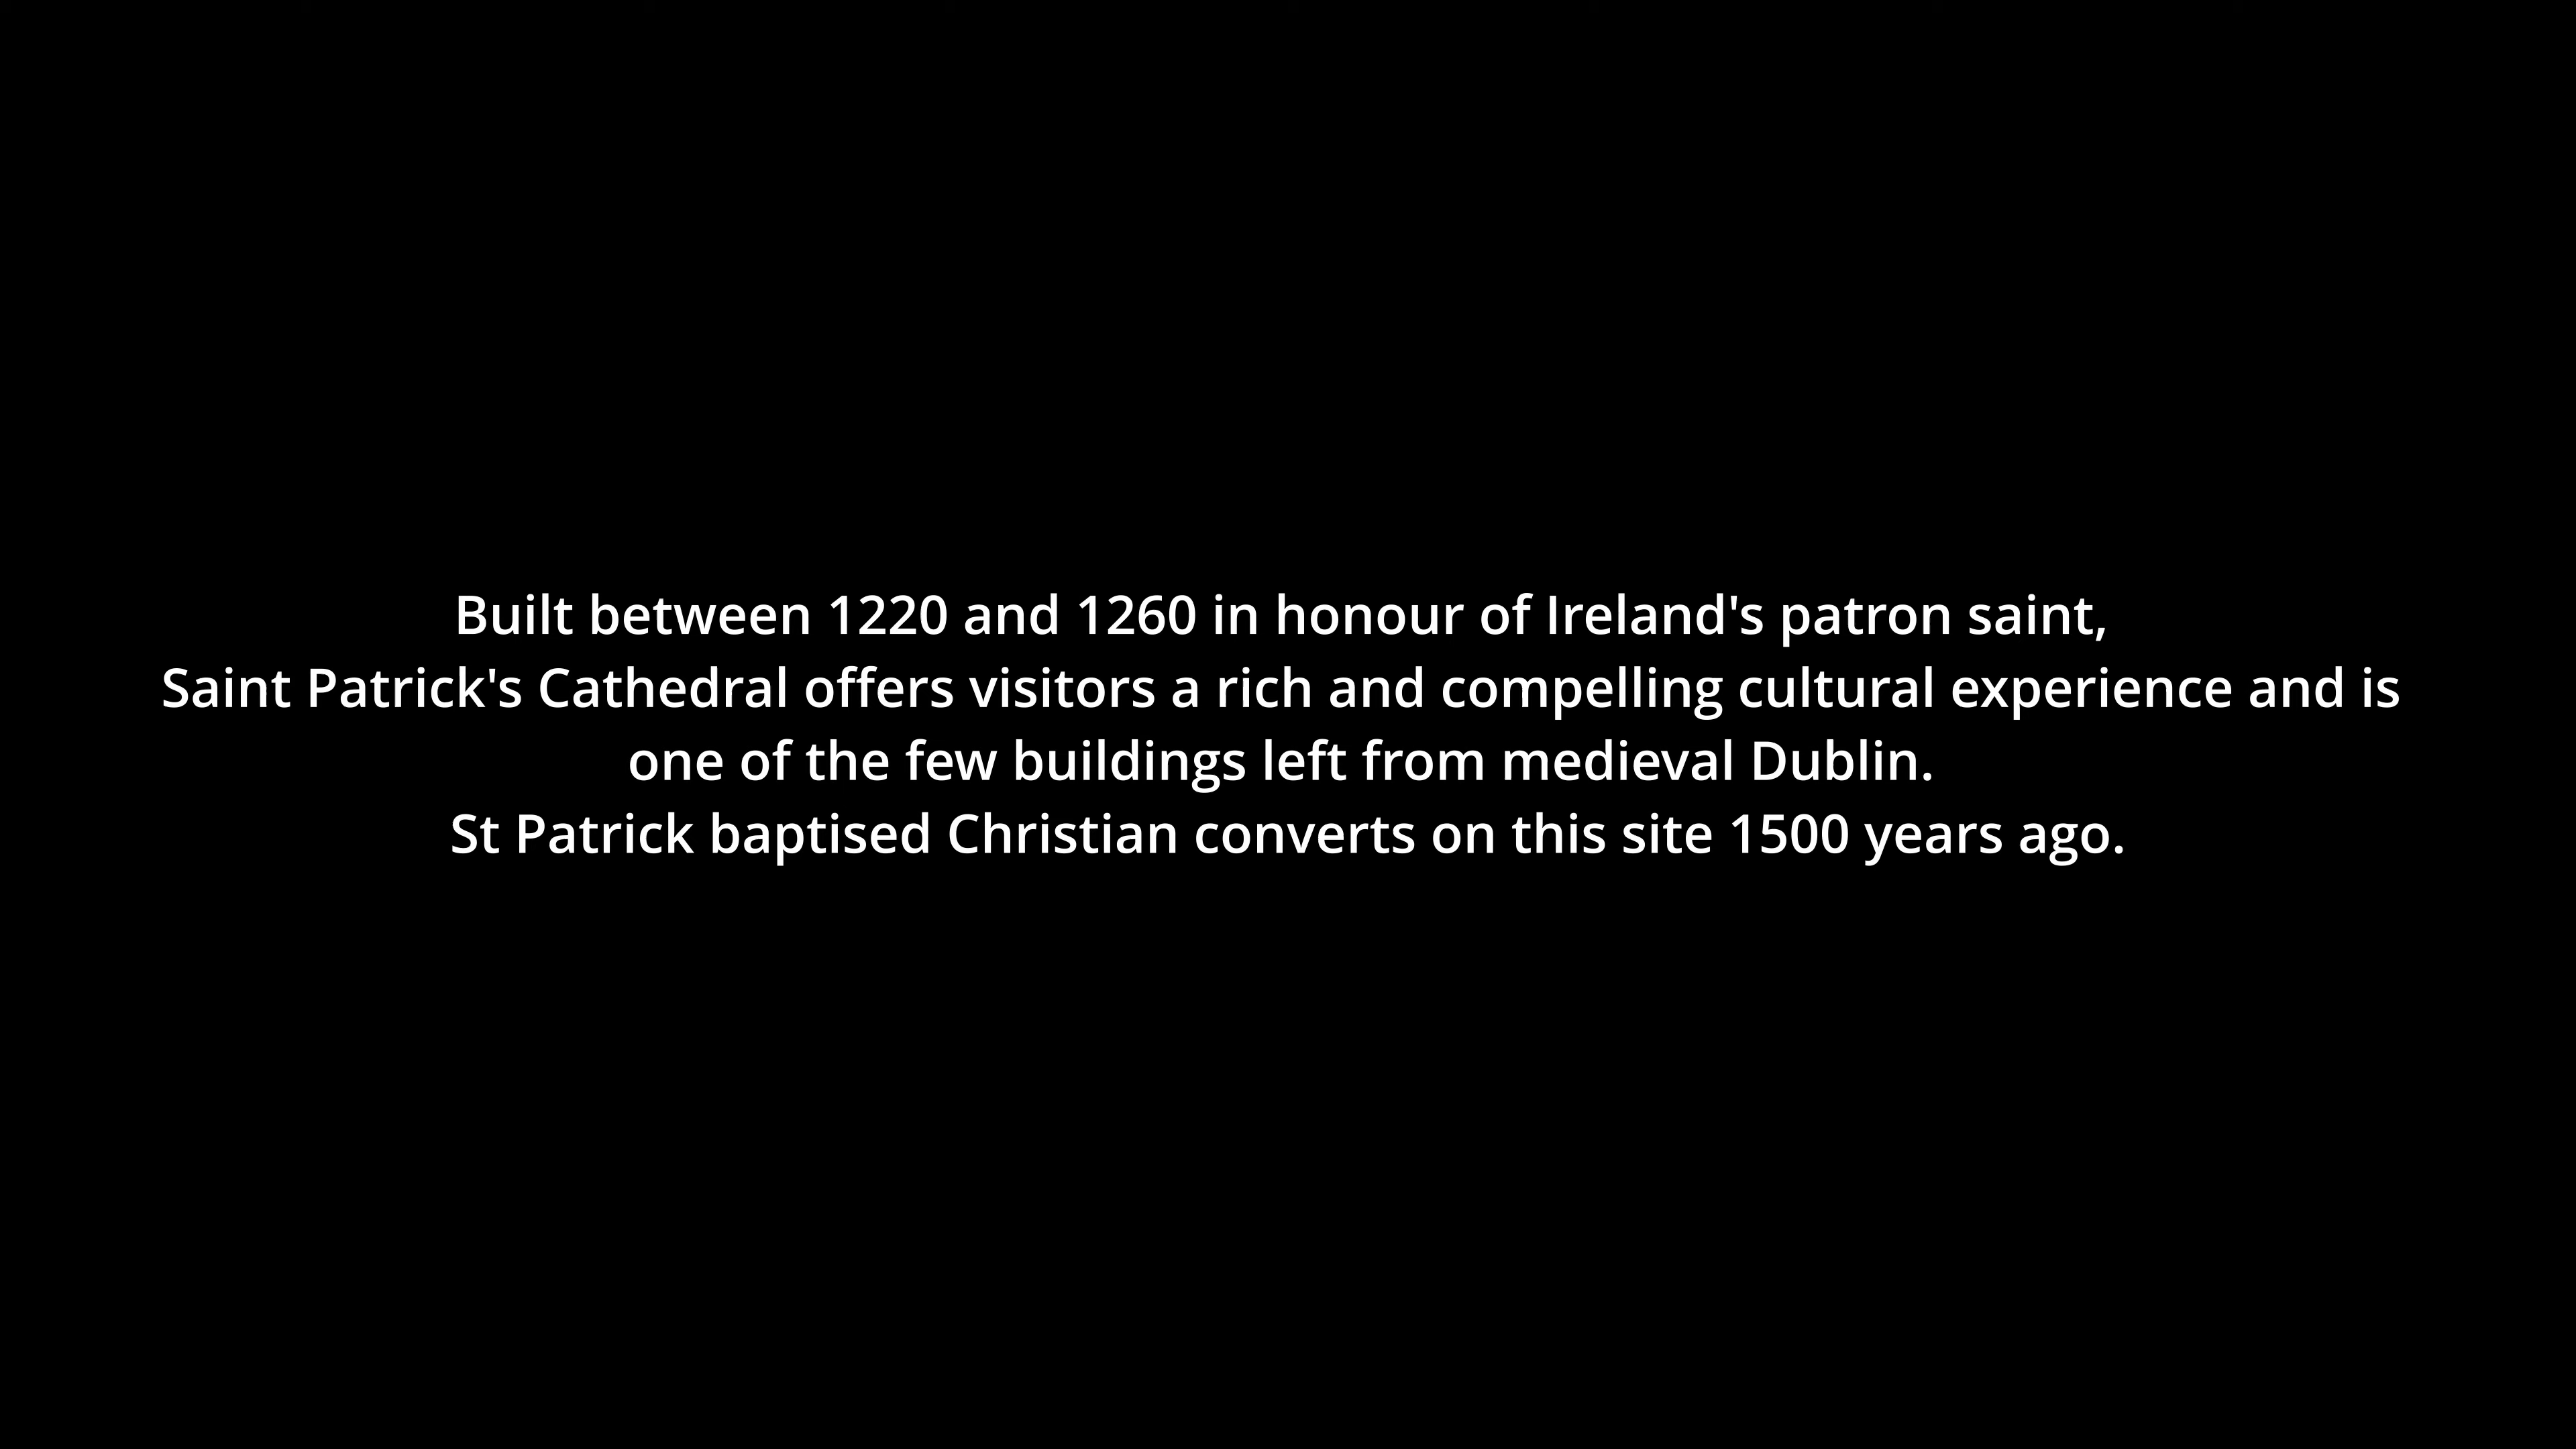 Built between 1220 and 1260 in honour of Ireland's patron saint,
Saint Patrick's Cathedral offers visitors a rich and compelling cultural experience and is
one of the few buildings left from medieval Dublin.
St Patrick baptised Christian converts on this site 1500 years ago.